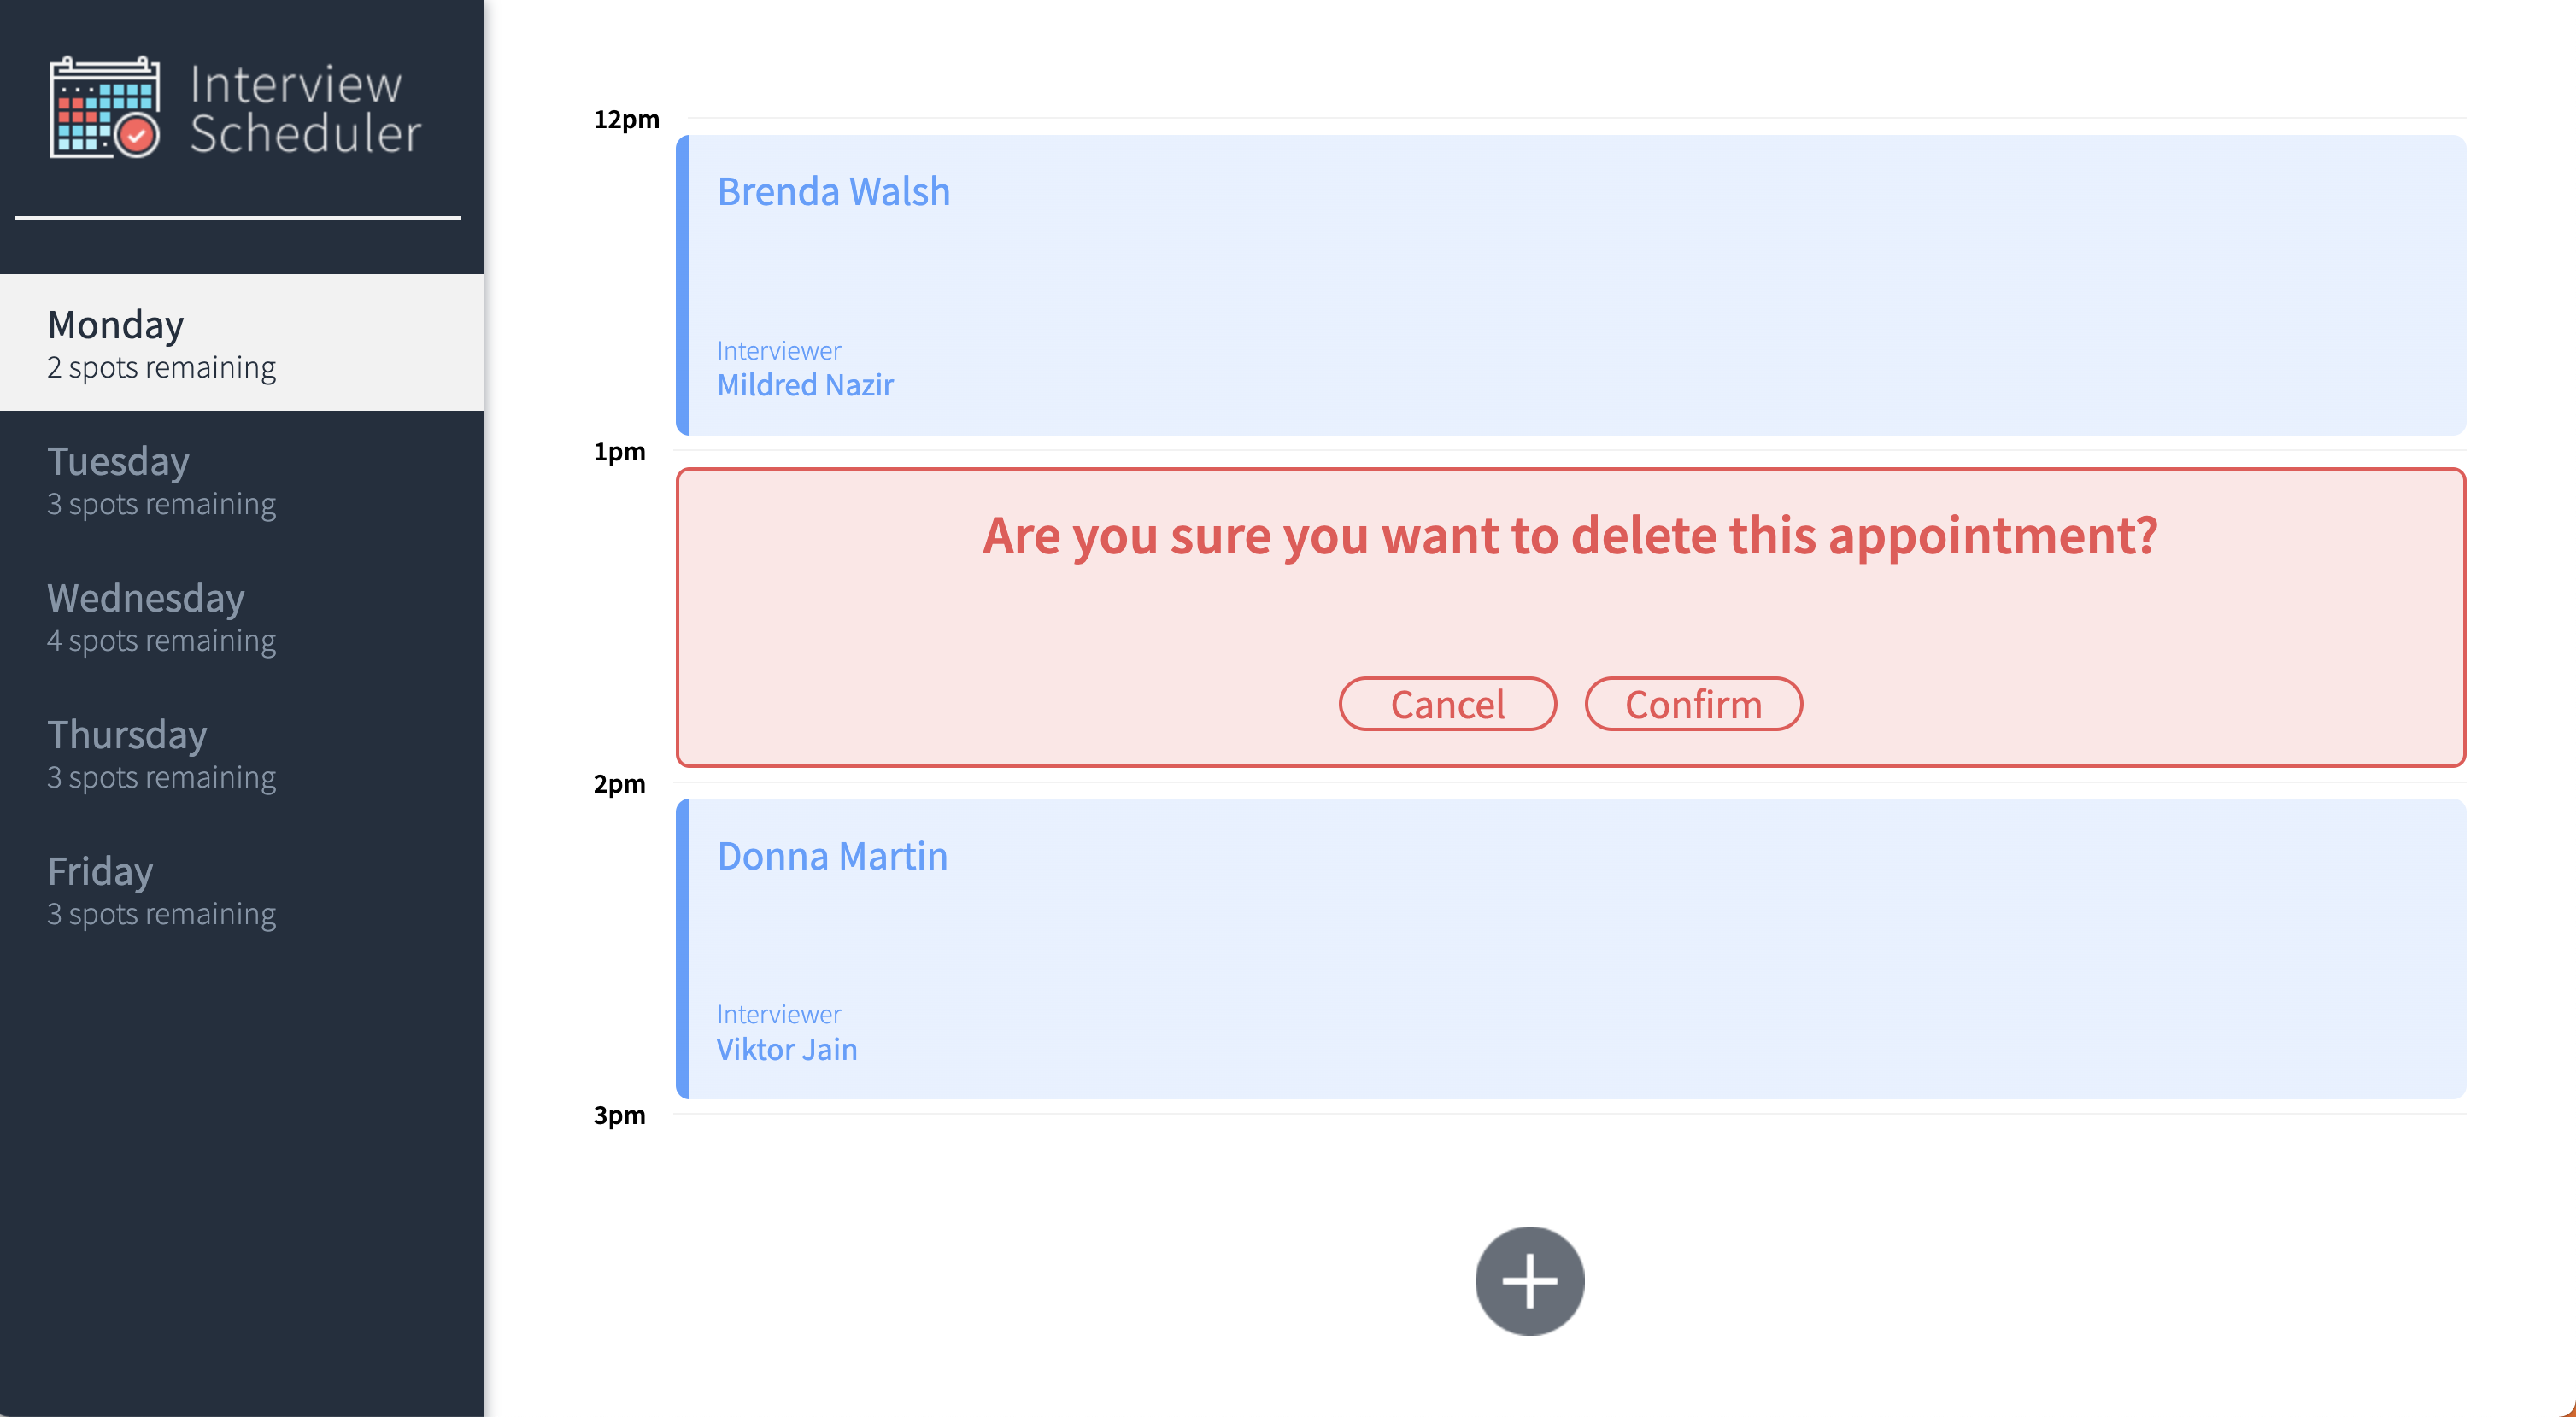 Interview
Scheduler
Monday
2 spots remaining
Tuesday
3 spots remaining
Wednesday
4 spots remaining
Thursday
3 spots remaining
Friday
3 spots remaining
12pm
Brenda Walsh
Interviewer
Mildred Nazir
1pm
Are you sure you want to delete this appointment?
Cancel Confirm
2pm
Donna Martin
Interviewer
Viktor Jain
3pm